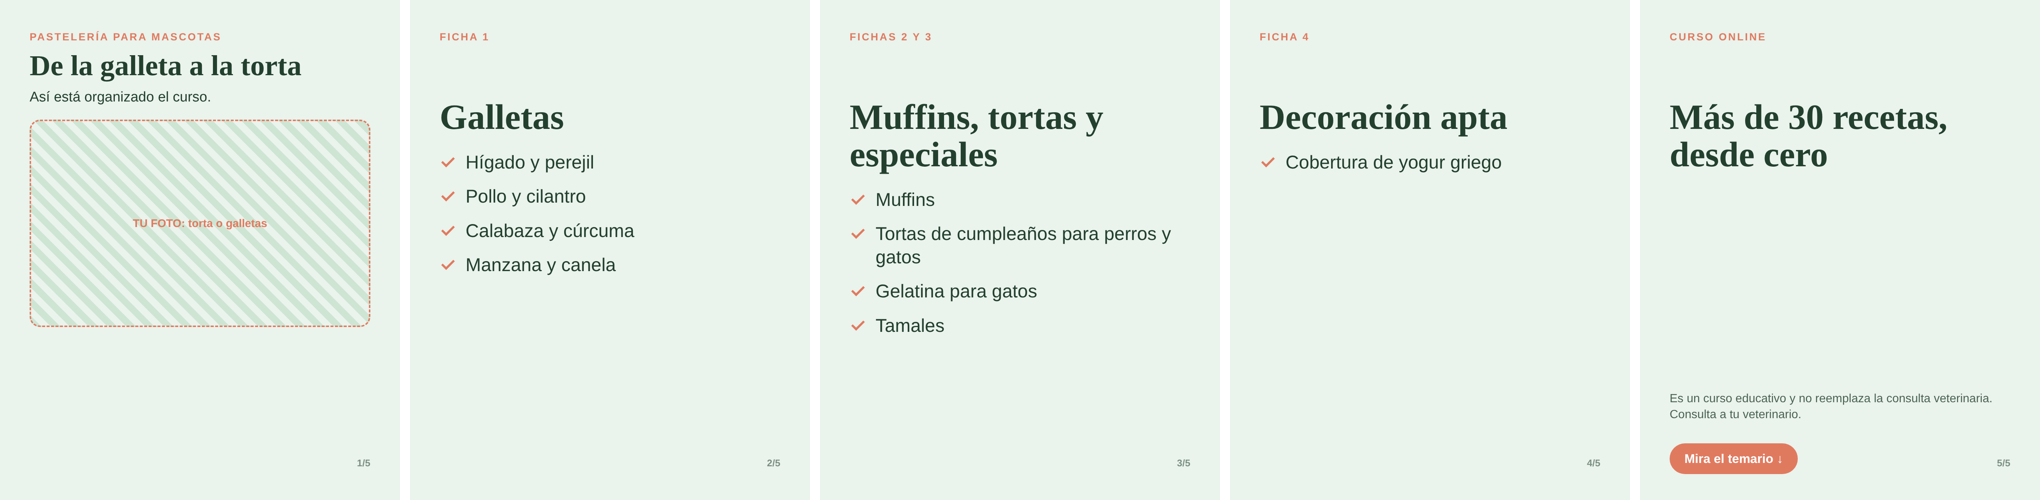 PASTELERÍA PARA MASCOTAS
De la galleta a la torta
Así está organizado el curso.
TU FOTO: torta o galletas
1/5
FICHA 1
Galletas
Hígado y perejil
Pollo y cilantro
Calabaza y cúrcuma
Manzana y canela
2/5
FICHAS 2 Y 3
Muffins, tortas y
especiales
Muffins
Tortas de cumpleaños para perros y
gatos
Gelatina para gatos
Tamales
3/5
FICHA 4
Decoración apta
Cobertura de yogur griego
4/5
CURSO ONLINE
Más de 30 recetas,
desde cero
Es un curso educativo y no reemplaza la consulta veterinaria.
Consulta a tu veterinario.
Mira el temario ↓
5/5